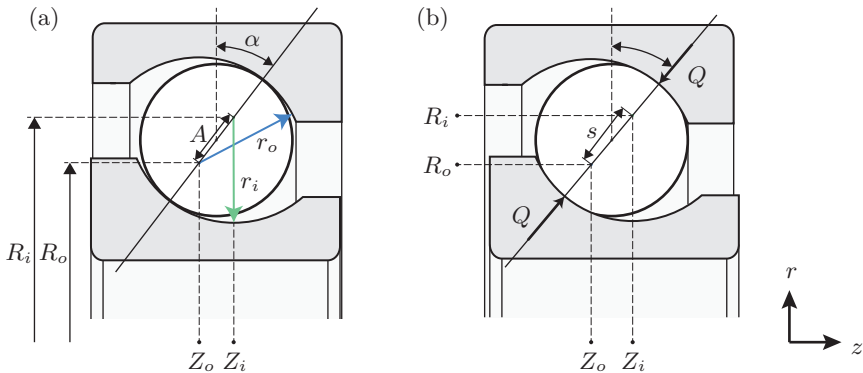 (a)
α
A
r_o
r_i
R_i
R_o
Z_o
Z_i
(b)
Q
R_i
s
R_o
Q
Z_o
Z_i
r
z